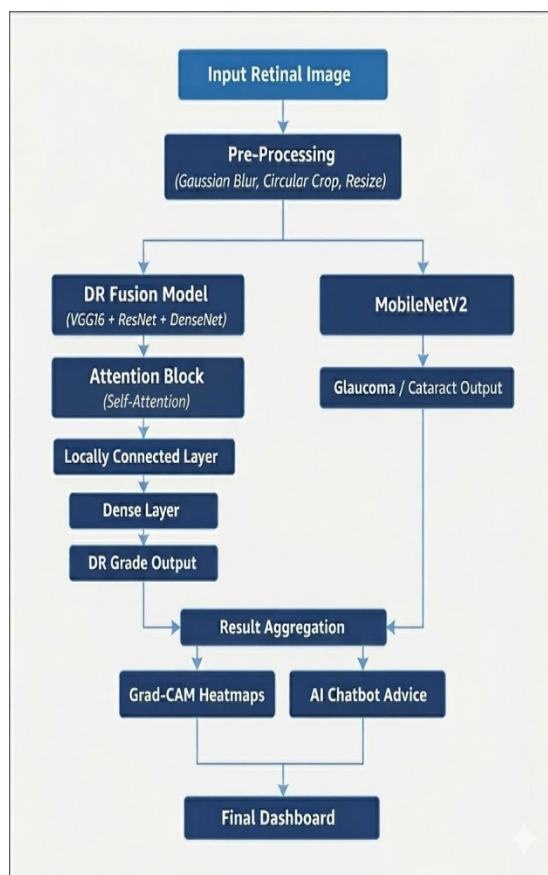 Input Retinal Image
Pre-Processing
(Gaussian Blur, Circular Crop, Resize)
DR Fusion Model
(VGG16 + ResNet + DenseNet)
MobileNetV2
Attention Block
(Self-Attention)
Glaucoma / Cataract Output
Locally Connected Layer
Dense Layer
DR Grade Output
Result Aggregation
Grad-CAM Heatmaps
AI Chatbot Advice
Final Dashboard